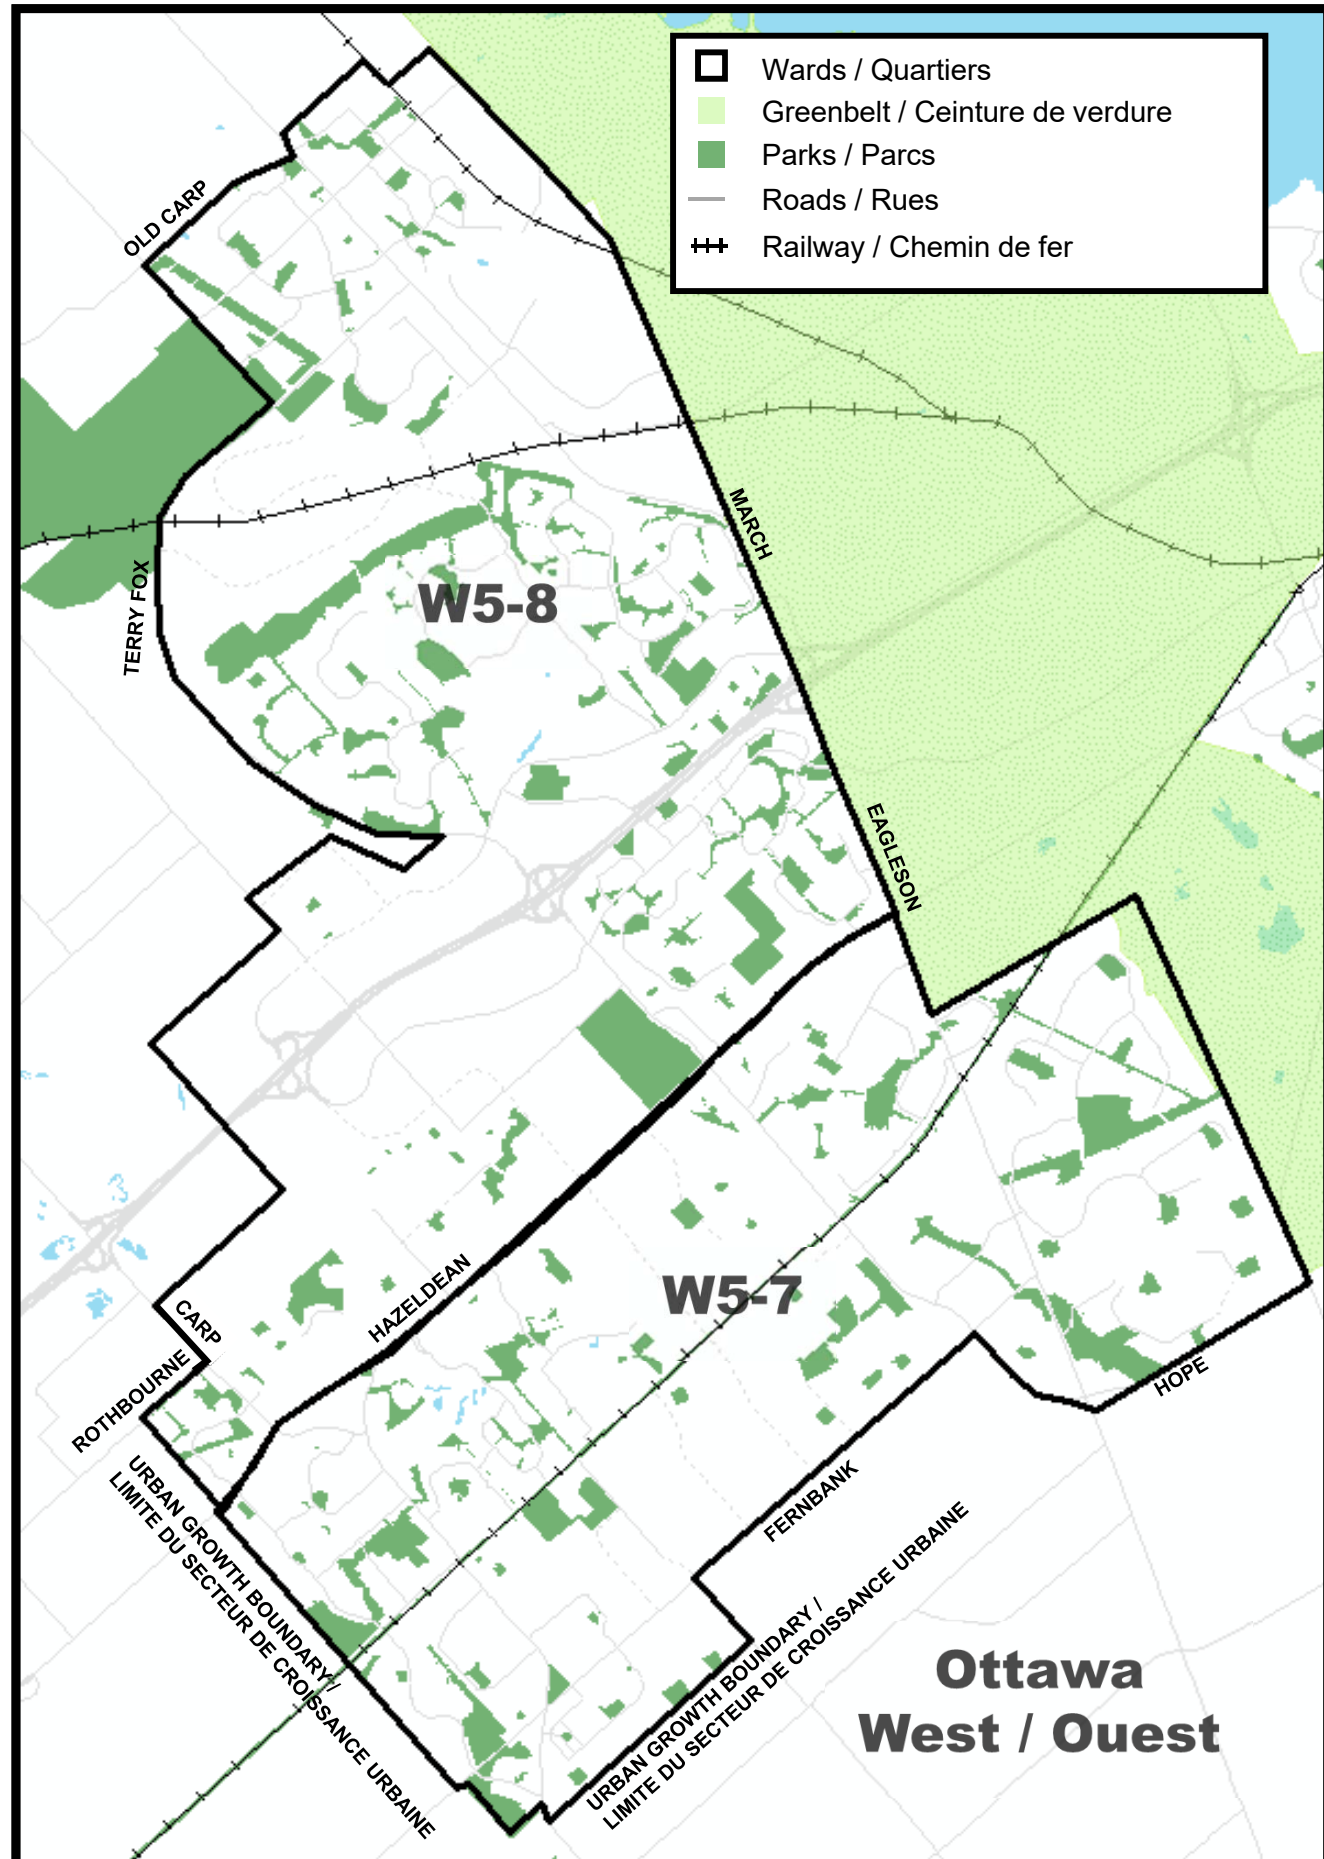 Wards / Quartiers
Greenbelt / Ceinture de verdure
Parks / Parcs
Roads / Rues
Railway / Chemin de fer
OLD CARP
MARCH
TERRY FOX
W5-8
EAGLESON
HAZELDEAN
W5-7
CARP
ROTHBOURNE
HOPE
FERNBANK
URBAN GROWTH BOUNDARY /
LIMITE DU SECTEUR DE CROISSANCE URBAINE
URBAN GROWTH BOUNDARY /
LIMITE DU SECTEUR DE CROISSANCE URBAINE
Ottawa
West / Ouest